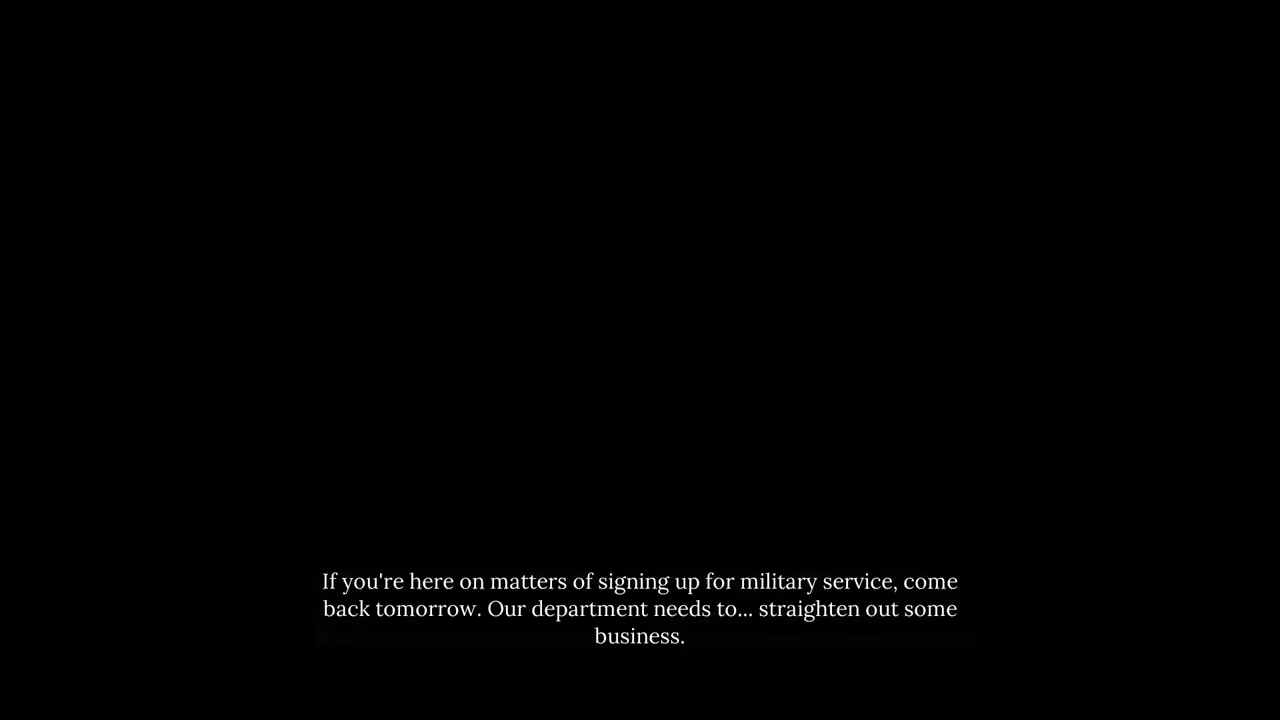 If you're here on matters of signing up for military service, come
back tomorrow. Our department needs to... straighten out some
business.